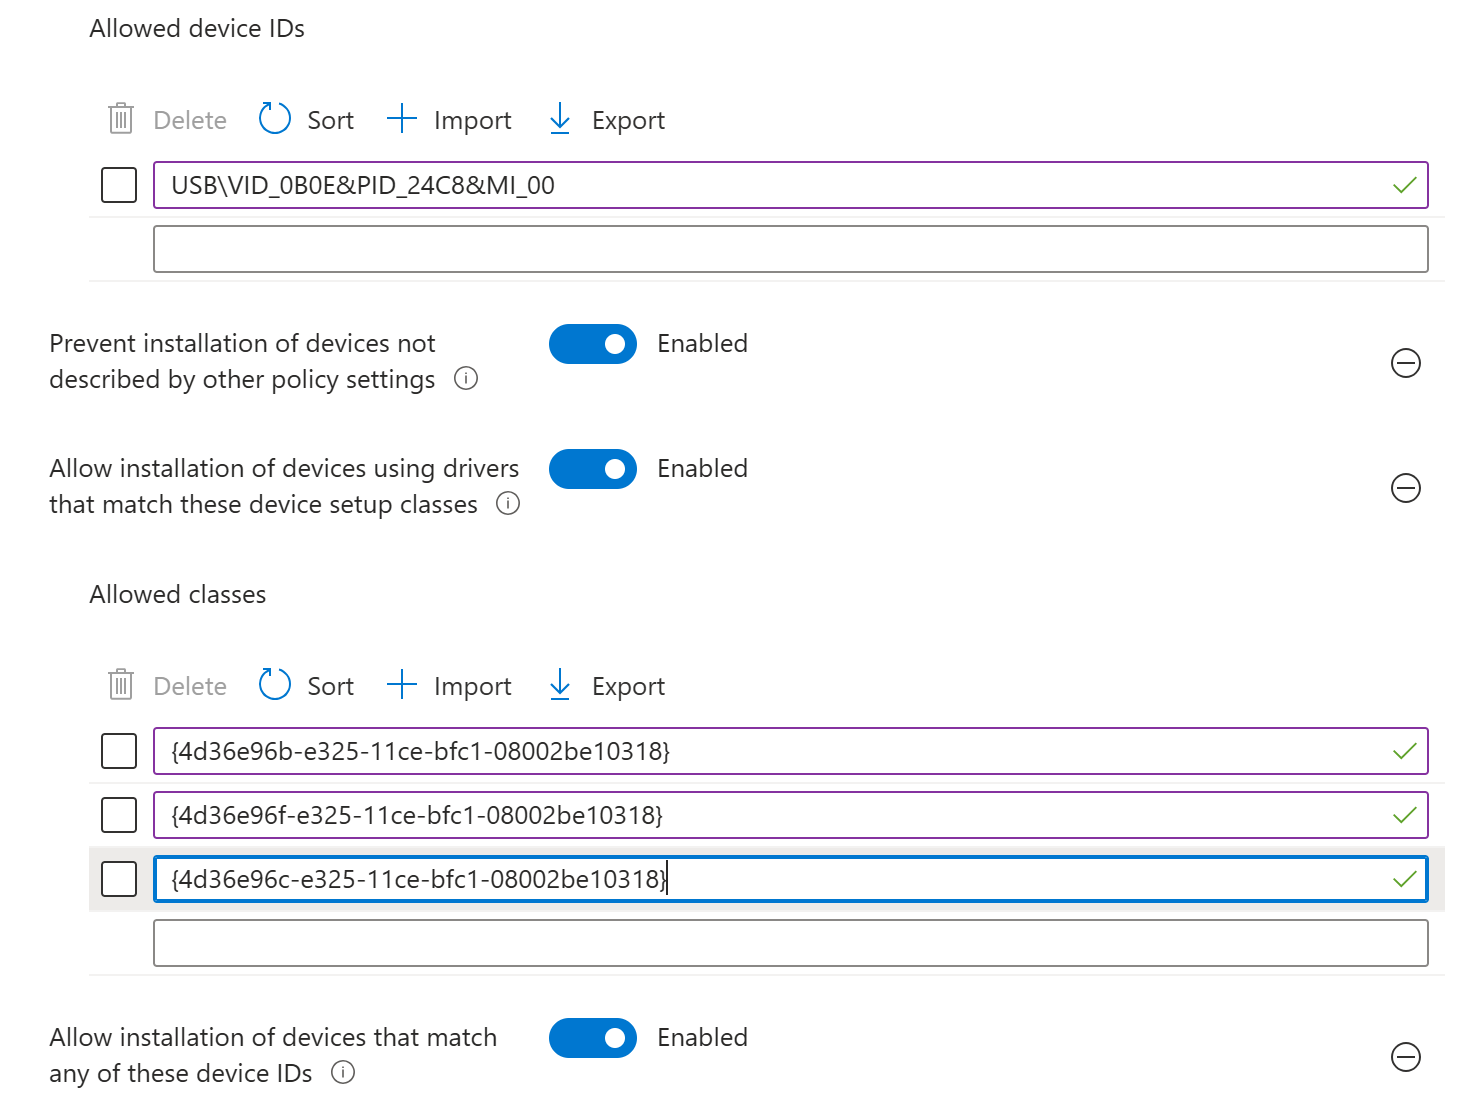 Allowed device IDs
Delete Sort Import Export
USB\VID_0B0E&PID_24C8&MI_00
Prevent installation of devices not
described by other policy settings
Enabled
Allow installation of devices using drivers
that match these device setup classes
Enabled
Allowed classes
Delete Sort Import Export
{4d36e96b-e325-11ce-bfc1-08002be10318}
{4d36e96f-e325-11ce-bfc1-08002be10318}
{4d36e96c-e325-11ce-bfc1-08002be10318}
Allow installation of devices that match
any of these device IDs
Enabled